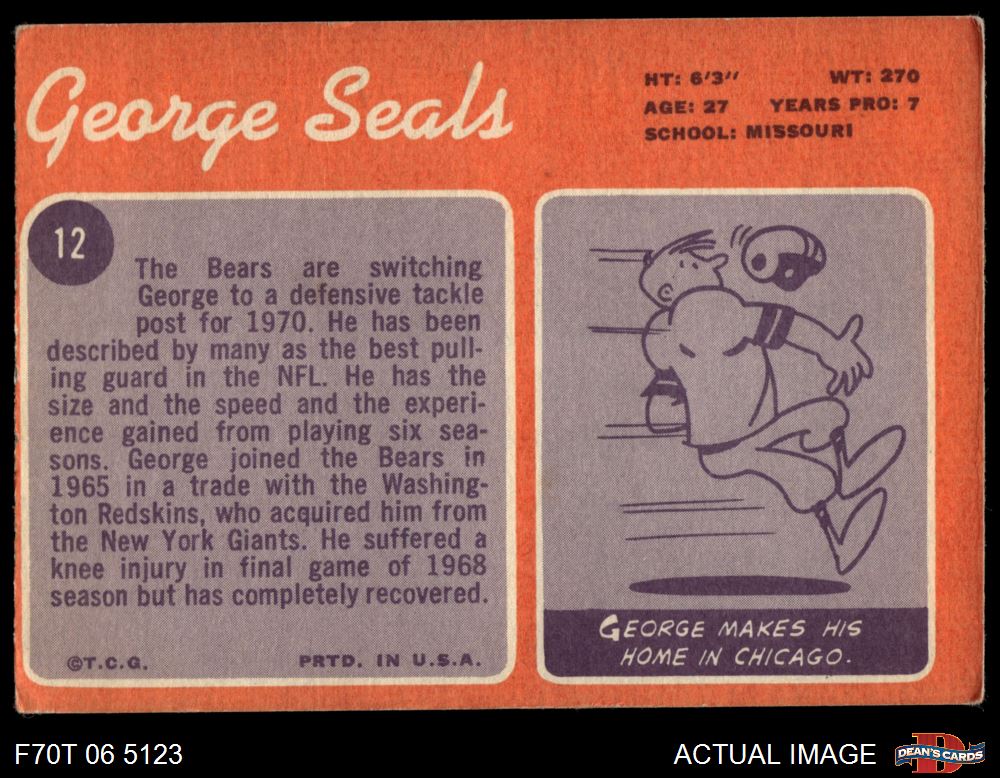 George Seals
HT: 6'3" WT: 270
AGE: 27 YEARS PRO: 7
SCHOOL: MISSOURI
12
The Bears are switching
George to a defensive tackle
post for 1970. He has been
described by many as the best pull-
ing guard in the NFL. He has the
size and the speed and the experi-
ence gained from playing six sea-
sons. George joined the Bears in
1965 in a trade with the Washing-
ton Redskins, who acquired him from
the New York Giants. He suffered a
knee injury in final game of 1968
season but has completely recovered.
©T.C.G. PRTD. IN U.S.A.
GEORGE MAKES HIS
HOME IN CHICAGO.
F70T 06 5123
ACTUAL IMAGE
D
DEAN'S CARDS